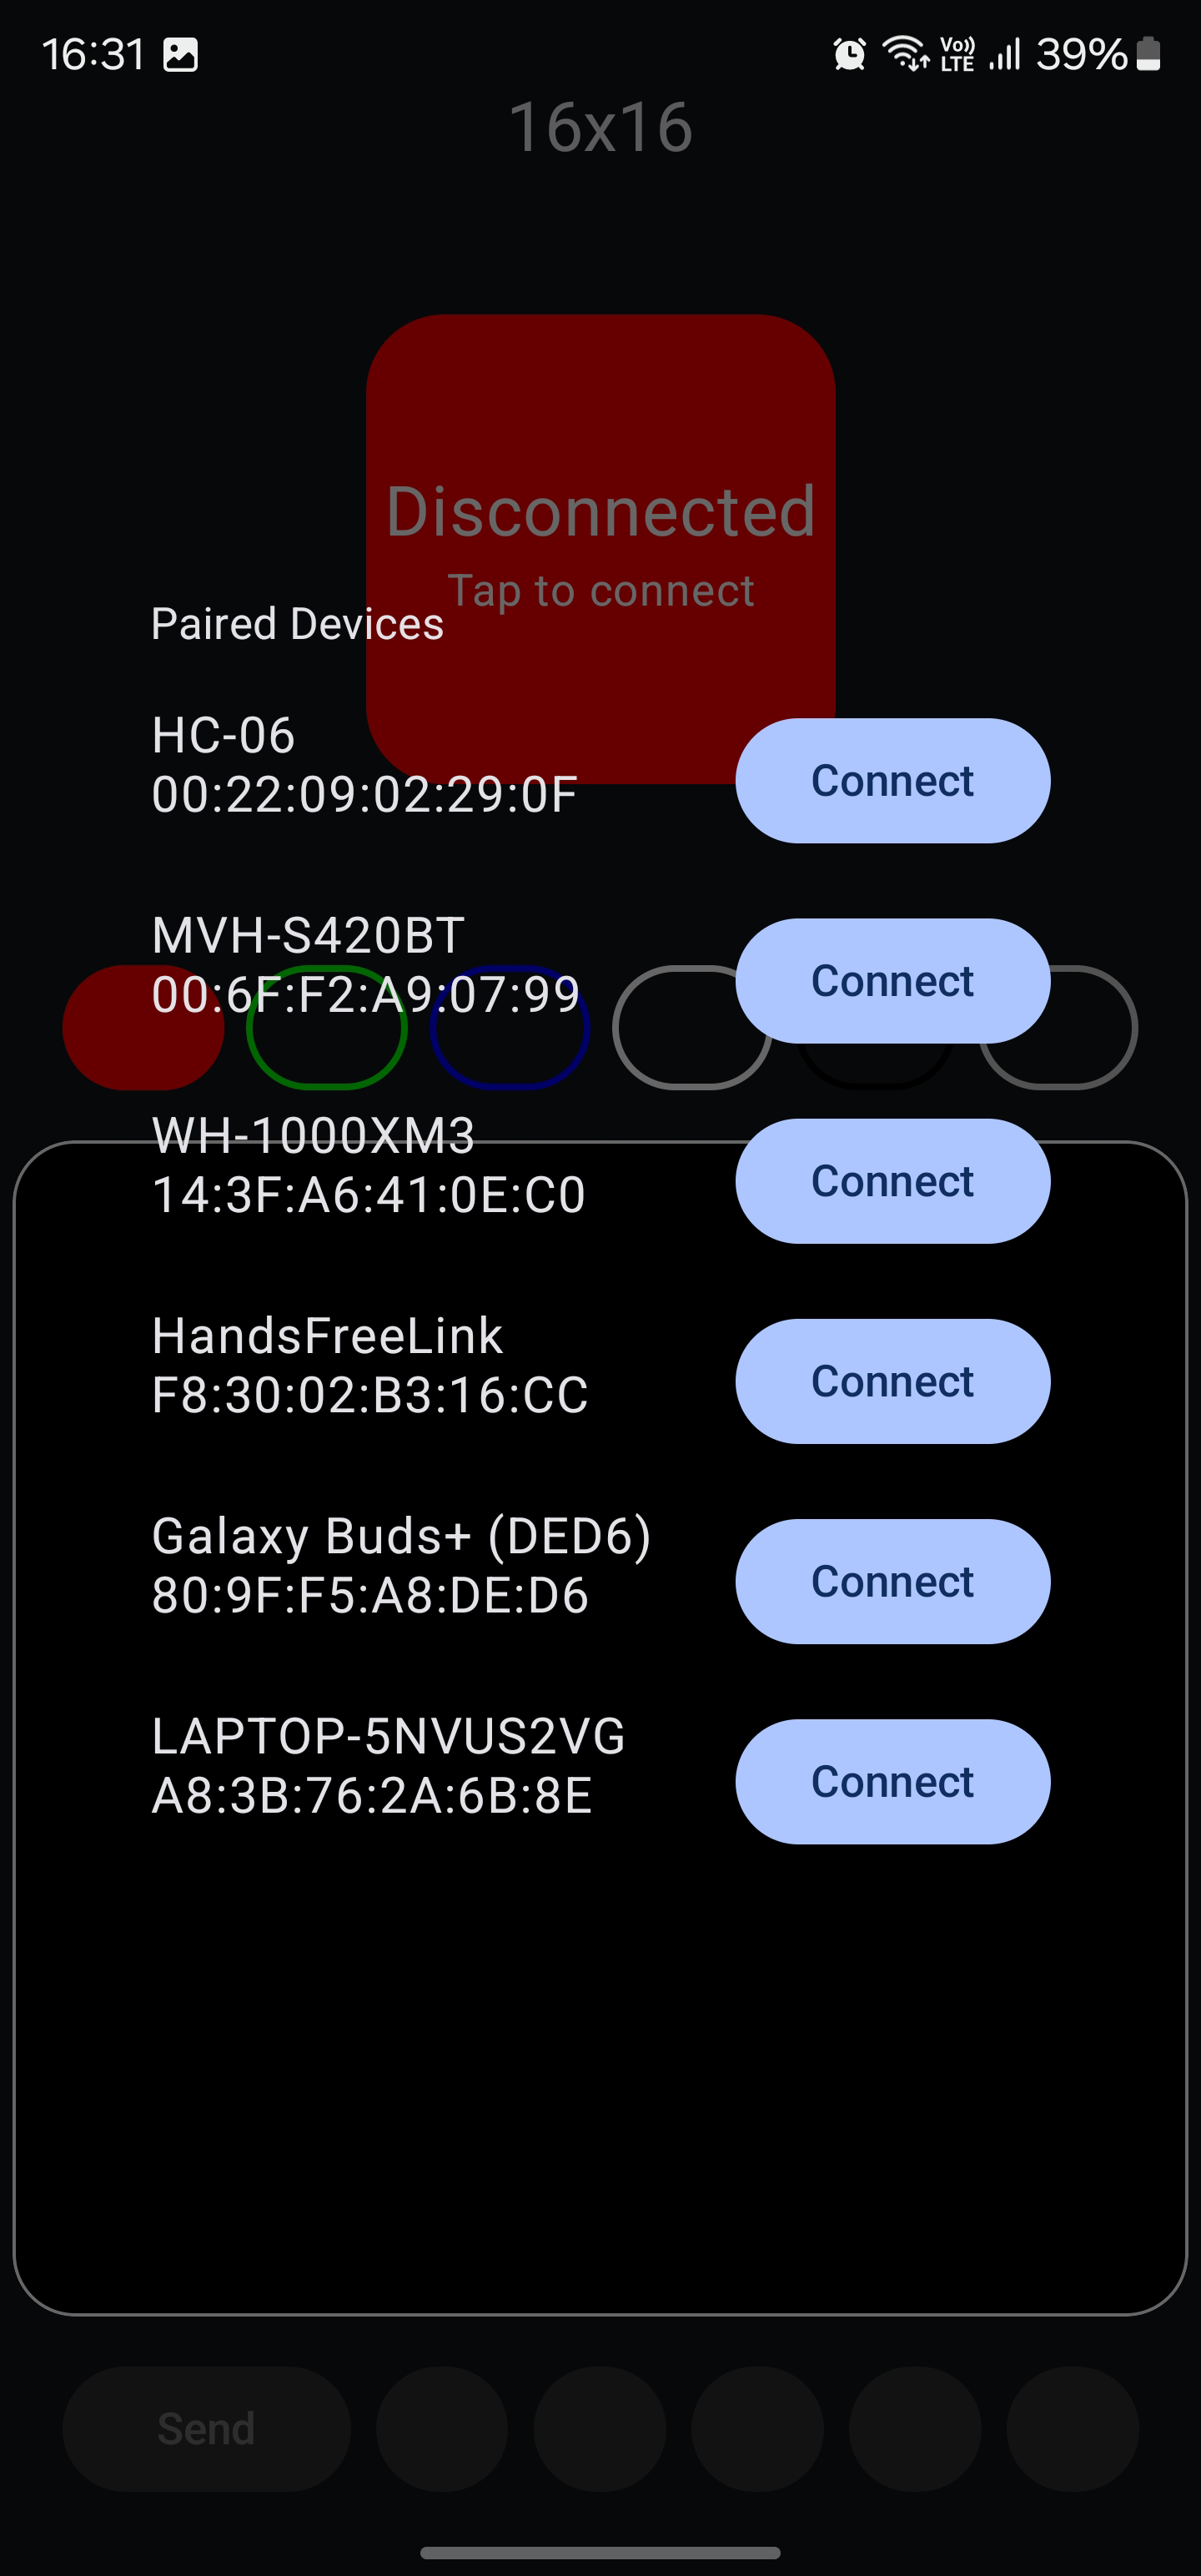 16:31
Vo)) LTE
39%
16x16
Disconnected
Tap to connect
Paired Devices
HC-06
00:22:09:02:29:0F
Connect
MVH-S420BT
00:6F:F2:A9:07:99
Connect
WH-1000XM3
14:3F:A6:41:0E:C0
Connect
HandsFreeLink
F8:30:02:B3:16:CC
Connect
Galaxy Buds+ (DED6)
80:9F:F5:A8:DE:D6
Connect
LAPTOP-5NVUS2VG
A8:3B:76:2A:6B:8E
Connect
Send